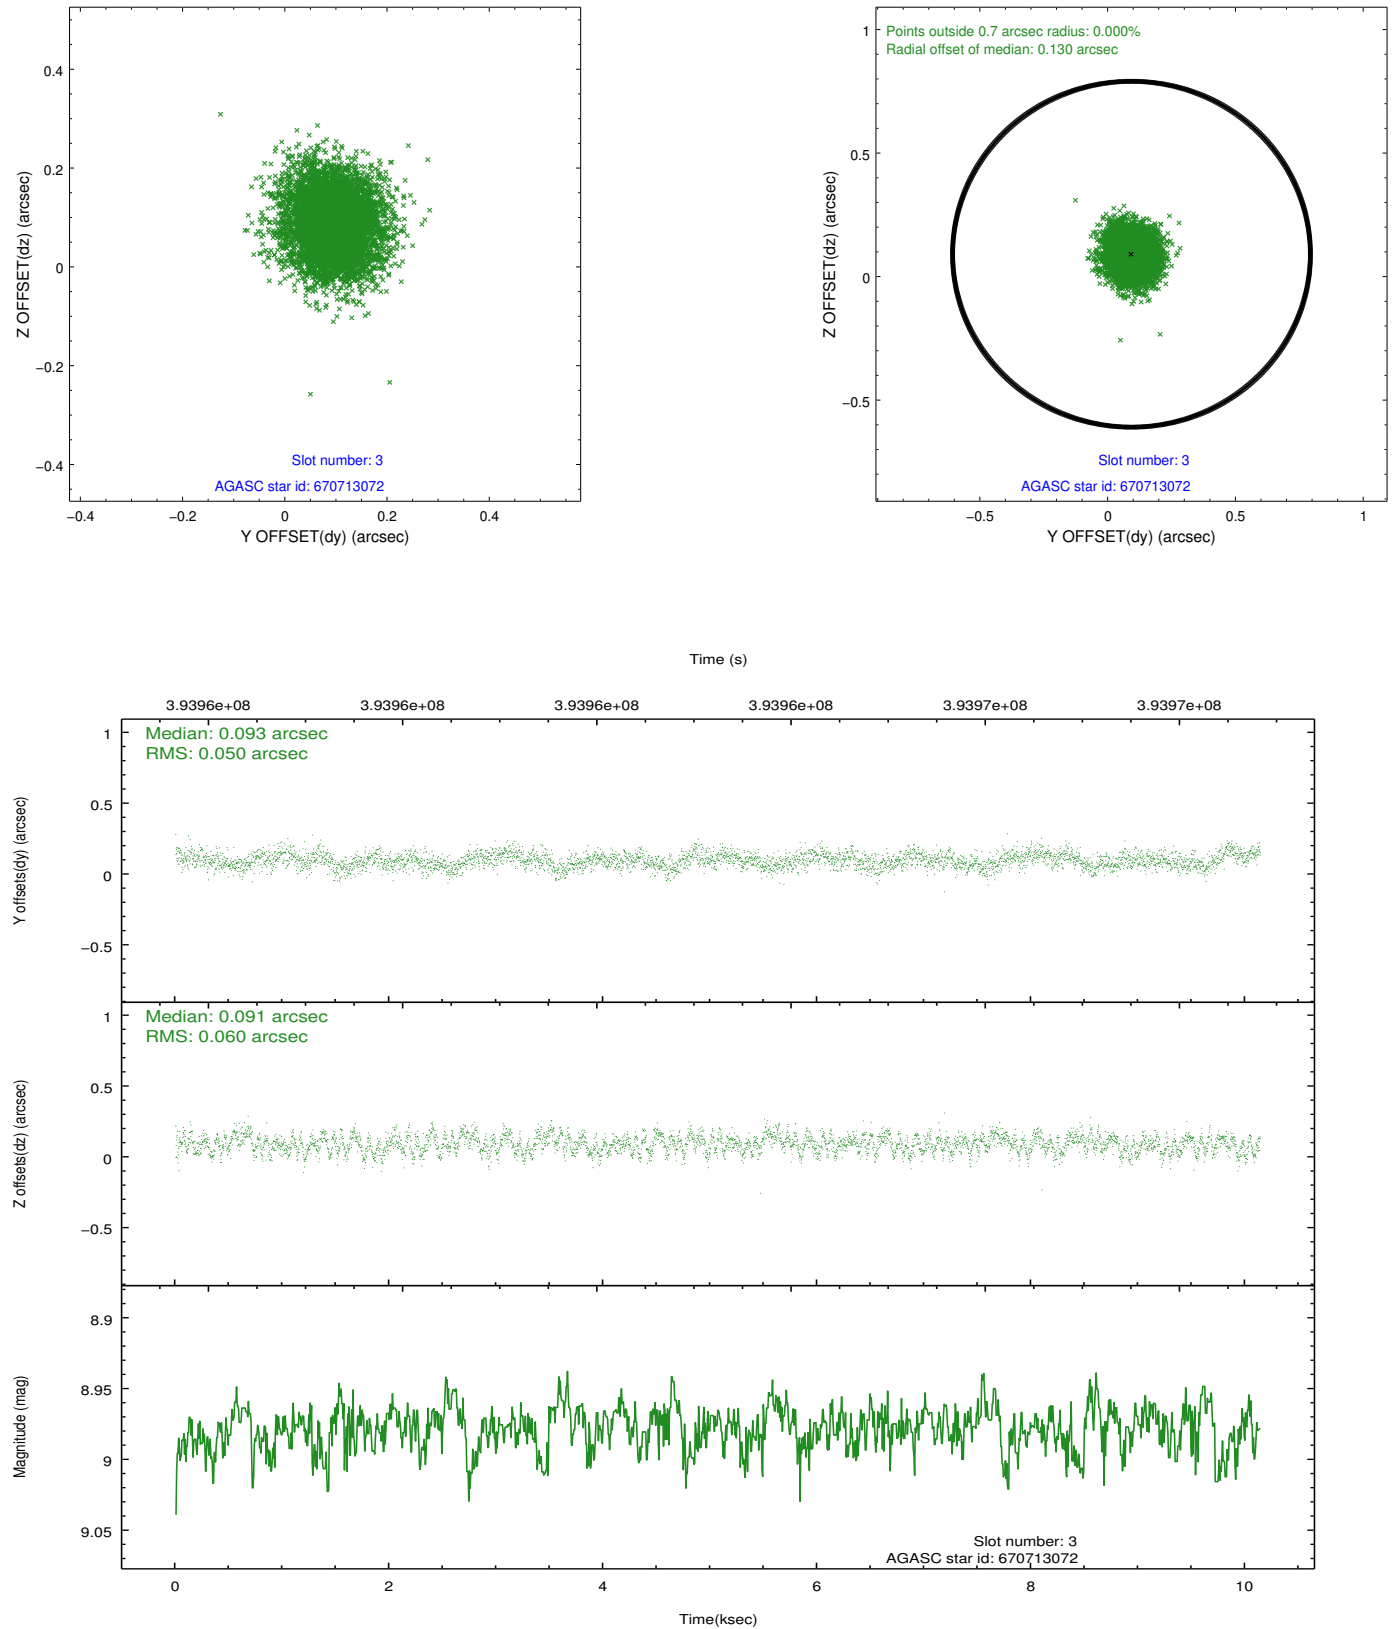 0.4
0.2
0
−0.2
−0.4
Z OFFSET(dz) (arcsec)
Slot number: 3
AGASC star id: 670713072
−0.4 −0.2 0 0.2 0.4
Y OFFSET(dy) (arcsec)
Points outside 0.7 arcsec radius: 0.000%
Radial offset of median: 0.130 arcsec
1
0.5
0
−0.5
Z OFFSET(dz) (arcsec)
Slot number: 3
AGASC star id: 670713072
−0.5 0 0.5 1
Y OFFSET(dy) (arcsec)
Time (s)
3.9396e+08 3.9396e+08 3.9396e+08 3.9396e+08 3.9397e+08 3.9397e+08
Median: 0.093 arcsec
RMS: 0.050 arcsec
1
0.5
0
−0.5
Y offsets(dy) (arcsec)
Median: 0.091 arcsec
RMS: 0.060 arcsec
1
0.5
0
−0.5
Z offsets(dz) (arcsec)
8.9
8.95
9
9.05
Magnitude (mag)
Slot number: 3
AGASC star id: 670713072
0 2 4 6 8 10
Time(ksec)